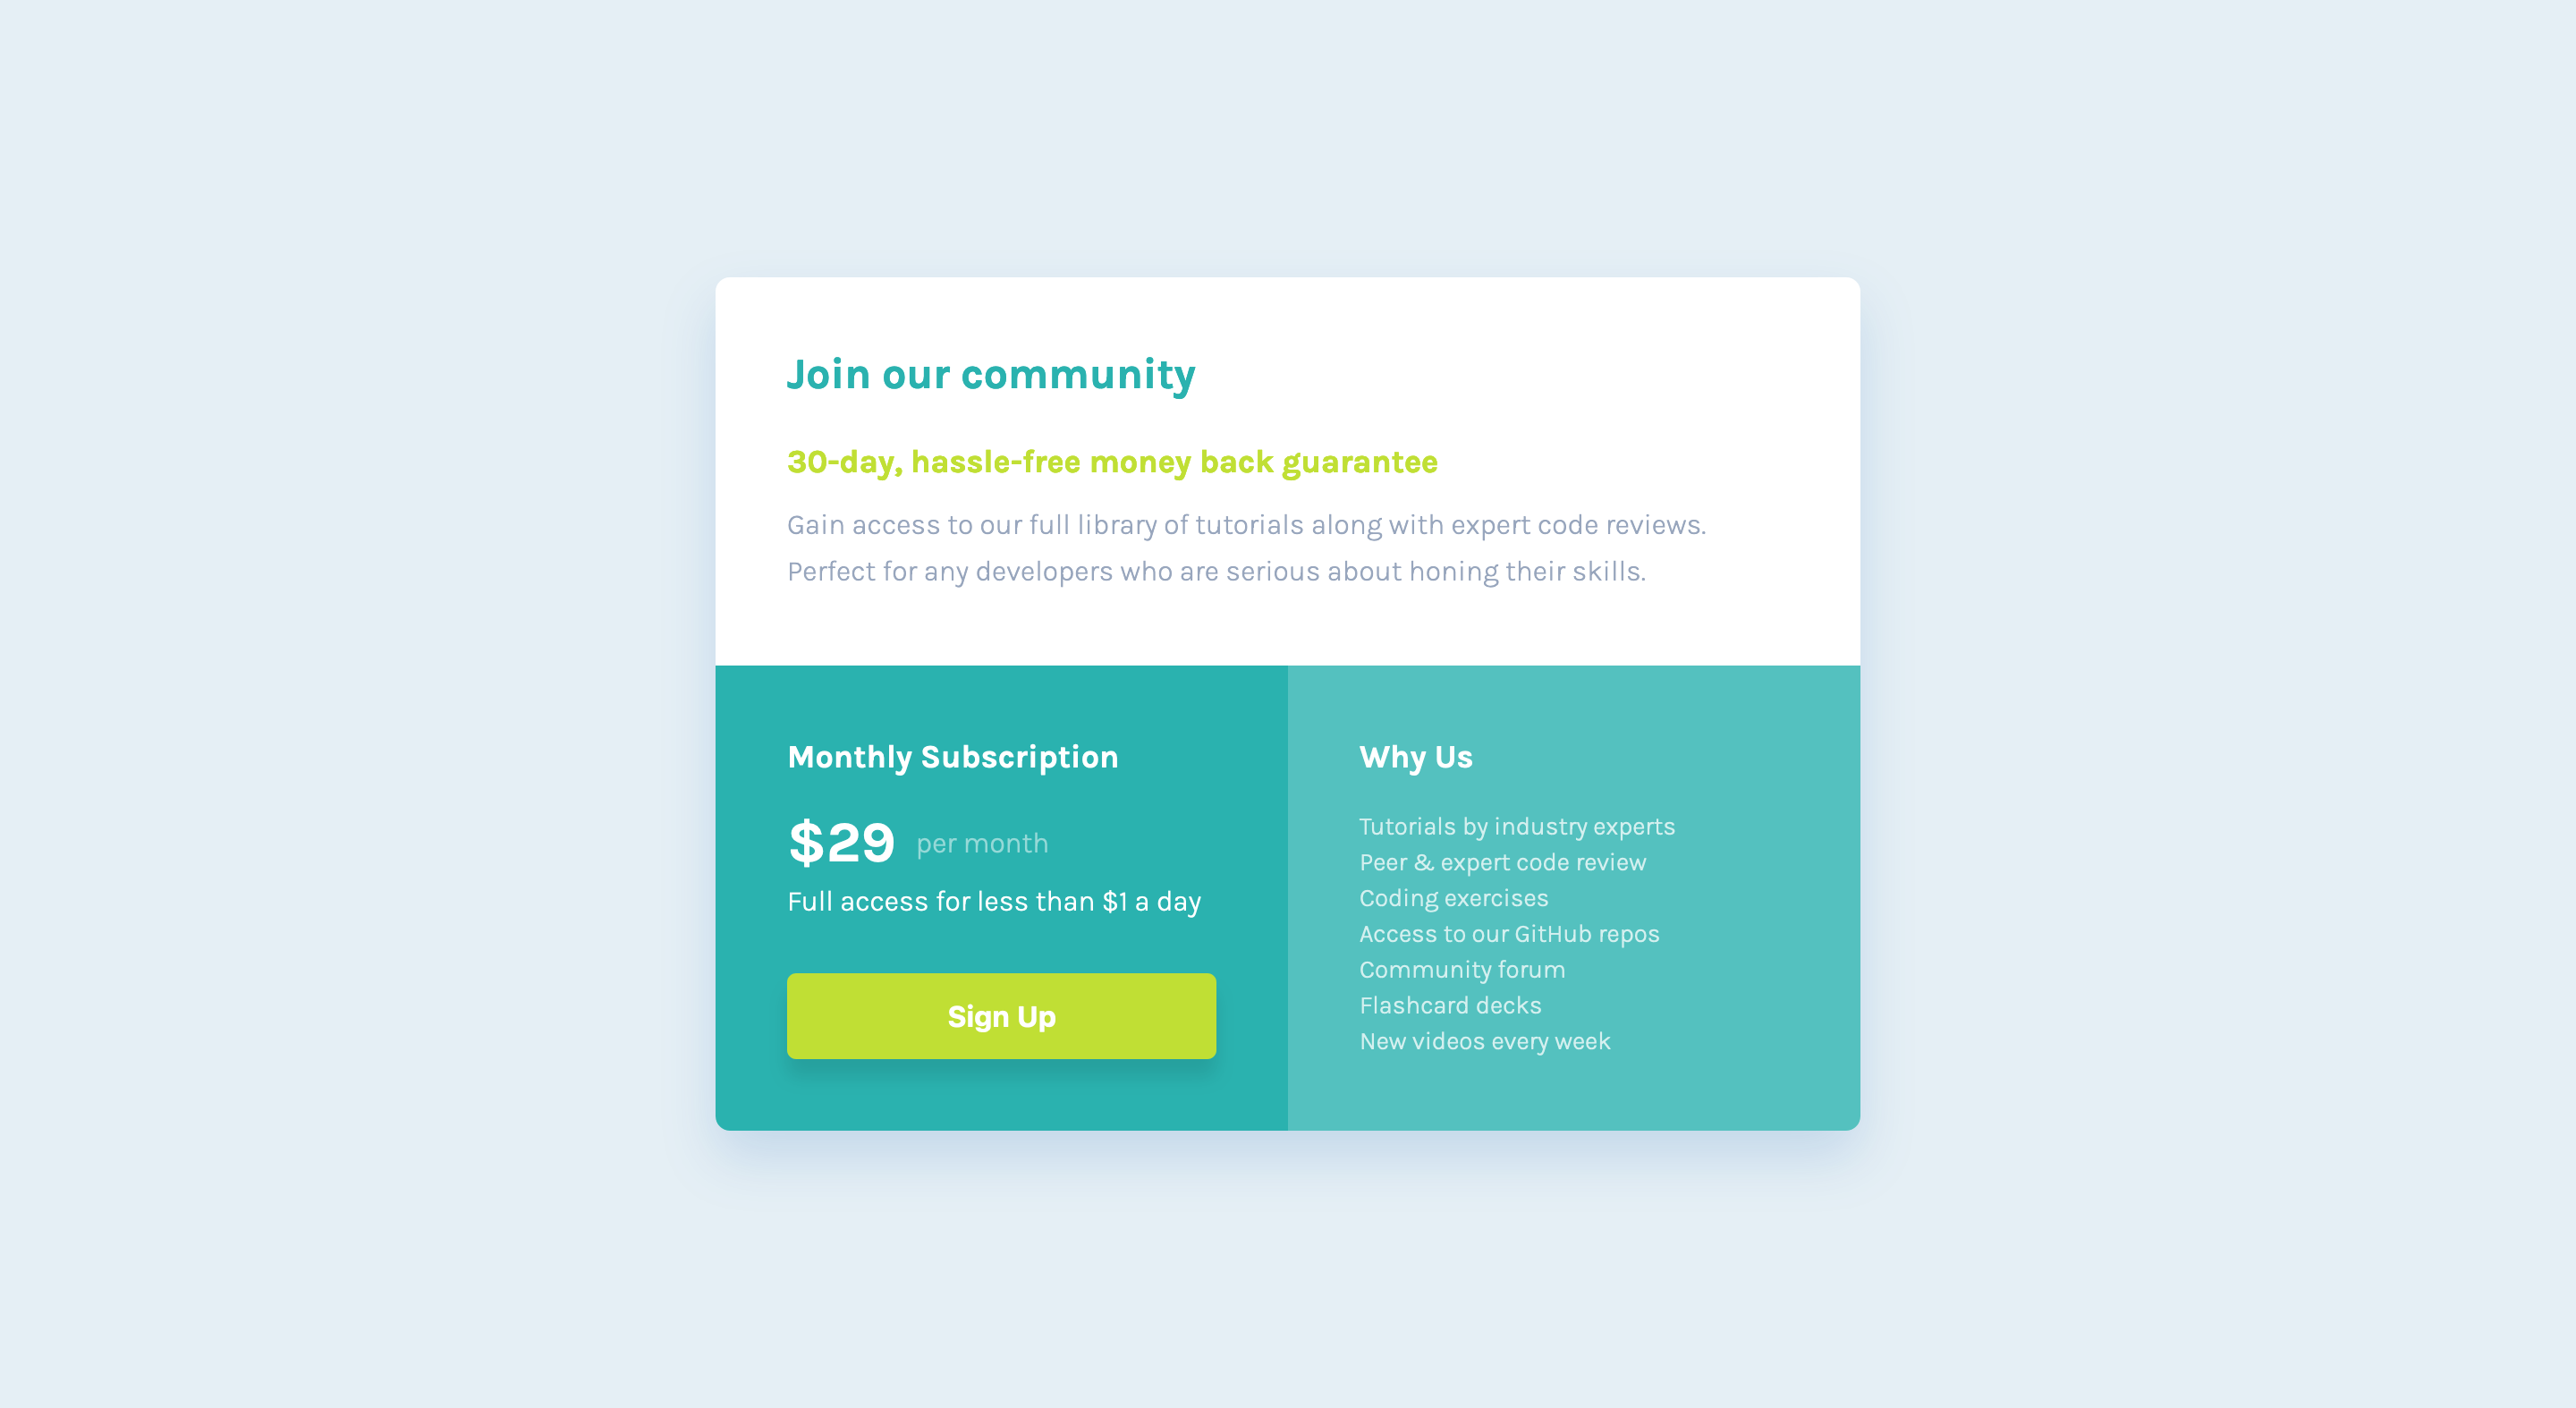 Join our community
30-day, hassle-free money back guarantee
Gain access to our full library of tutorials along with expert code reviews.
Perfect for any developers who are serious about honing their skills.
Monthly Subscription
$29 per month
Full access for less than $1 a day
Sign Up
Why Us
Tutorials by industry experts
Peer & expert code review
Coding exercises
Access to our GitHub repos
Community forum
Flashcard decks
New videos every week